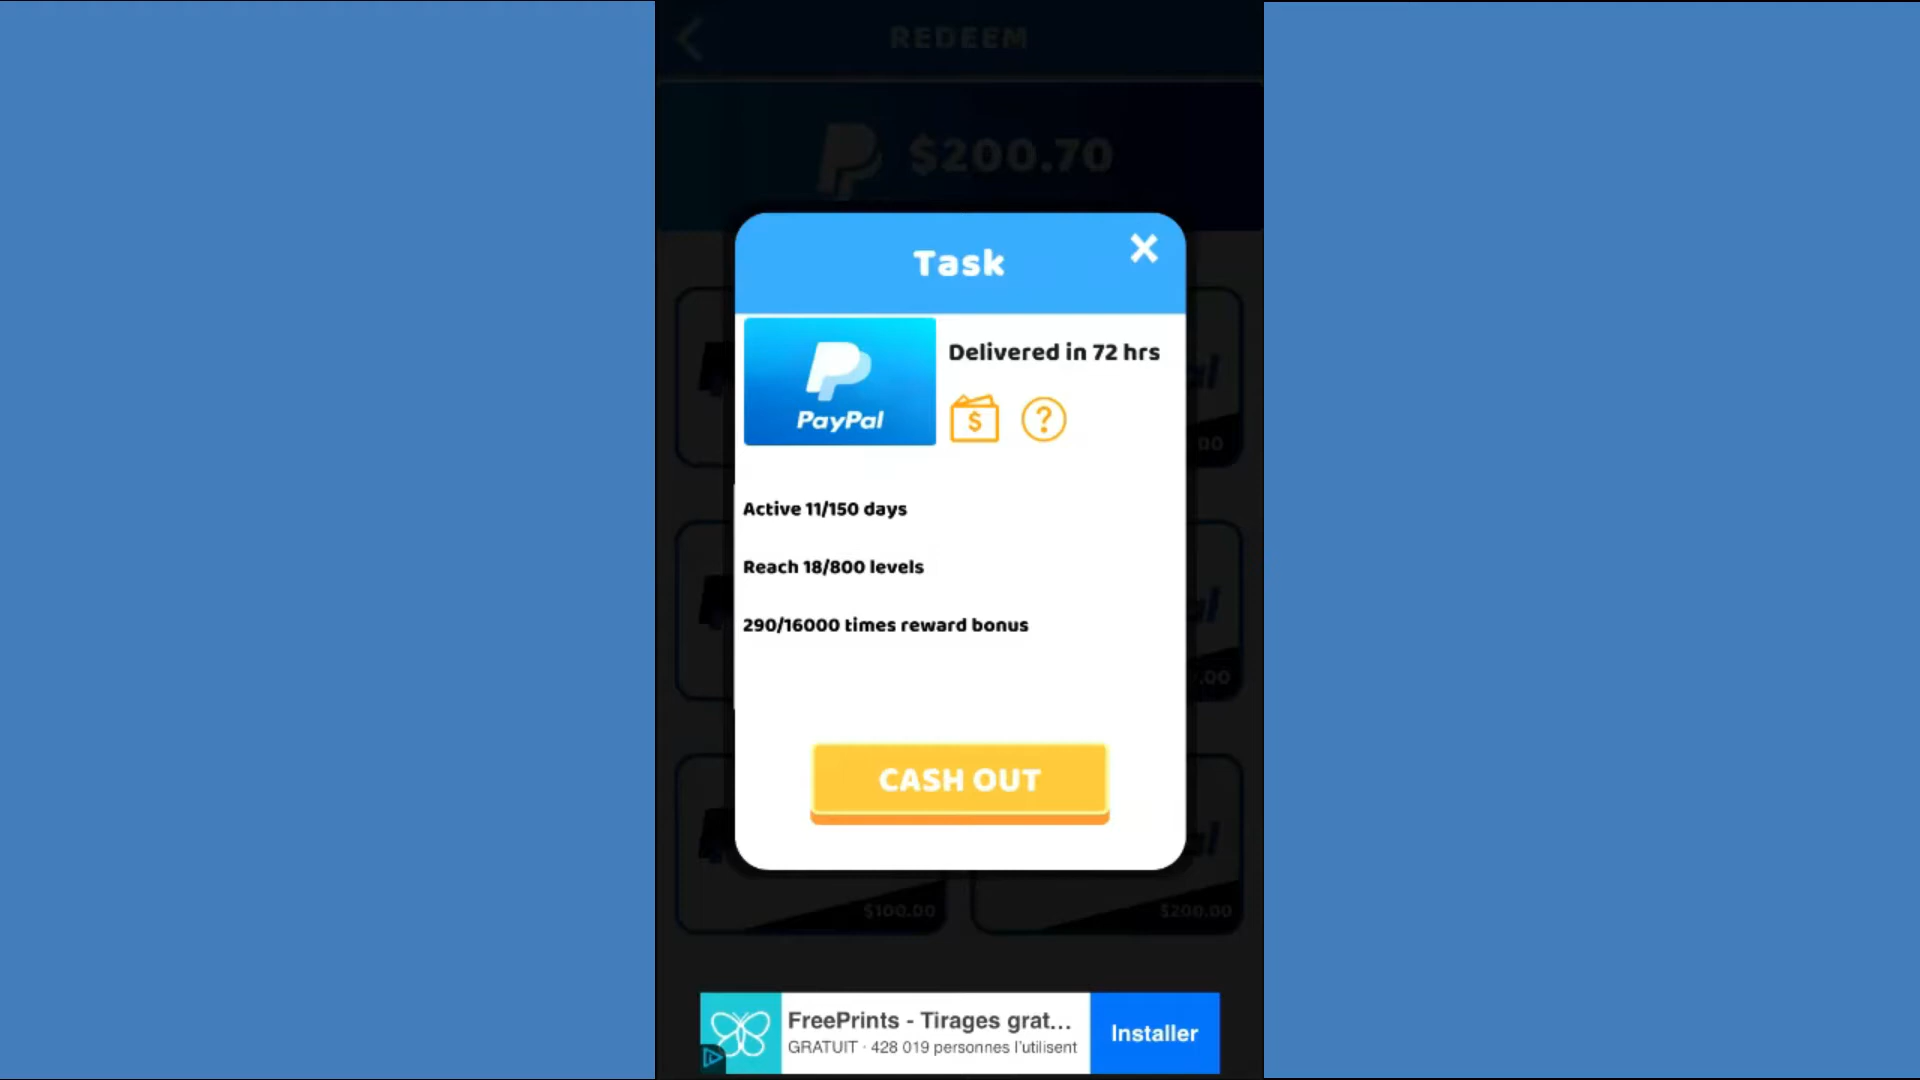 REDEEM
$200.70
Task
Delivered in 72 hrs
PayPal
$
?
Active 11/150 days
Reach 18/800 levels
290/16000 times reward bonus
CASH OUT
$100.00
$200.00
FreePrints - Tirages grat...
GRATUIT · 428 019 personnes l'utilisent
Installer